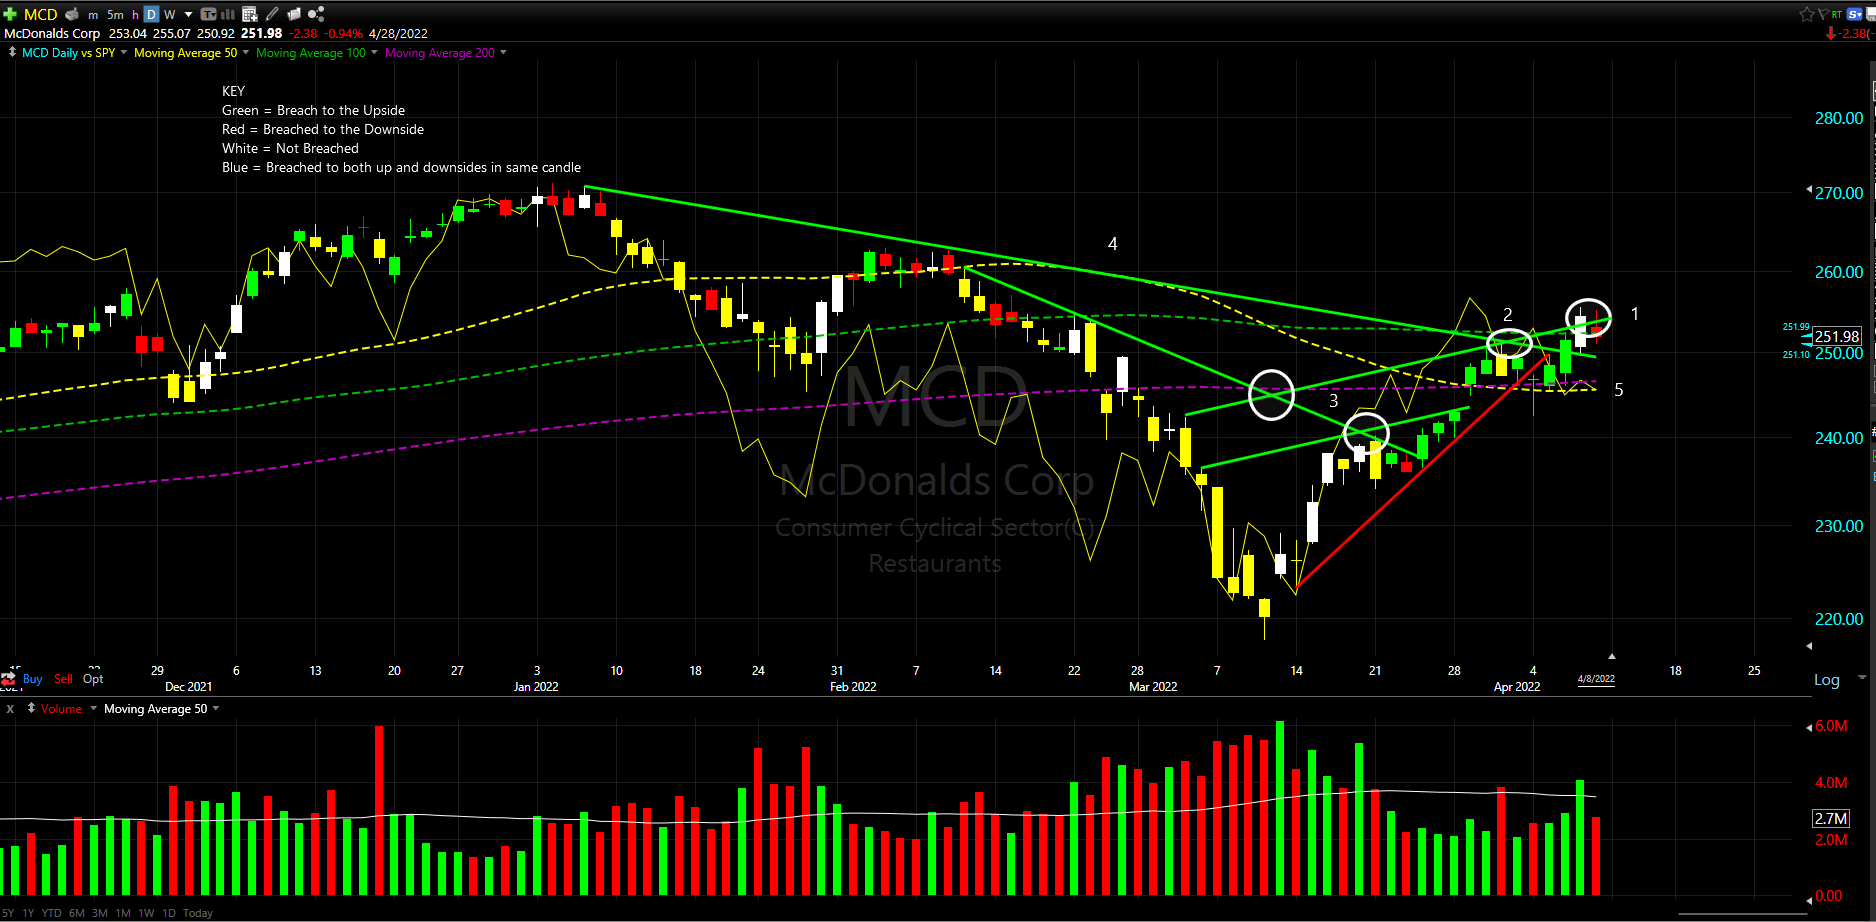 MCD m 5m h D W
RT S
McDonalds Corp 253.04 255.07 250.92 251.98 -2.38 -0.94% 4/28/2022
-2.38(-
MCD Daily vs SPY Moving Average 50 Moving Average 100 Moving Average 200
KEY
Green = Breach to the Upside
Red = Breached to the Downside
White = Not Breached
Blue = Breached to both up and downsides in same candle
280.00
270.00
4
260.00
2
1
251.99
251.98
250.00
251.10
5
3
MCD
240.00
McDonalds Corp
Consumer Cyclical Sector(C)
Restaurants
230.00
220.00
15 22 29 6 13 20 27 3 10 18 24 31 7 14 22 28 7 14 21 28 4 18 25
Buy Sell Opt
Log
2021 Dec 2021 Jan 2022 Feb 2022 Mar 2022 Apr 2022 4/8/2022
X Volume Moving Average 50
6.0M
4.0M
2.7M
2.0M
0.00
5Y 1Y YTD 6M 3M 1M 1W 1D Today